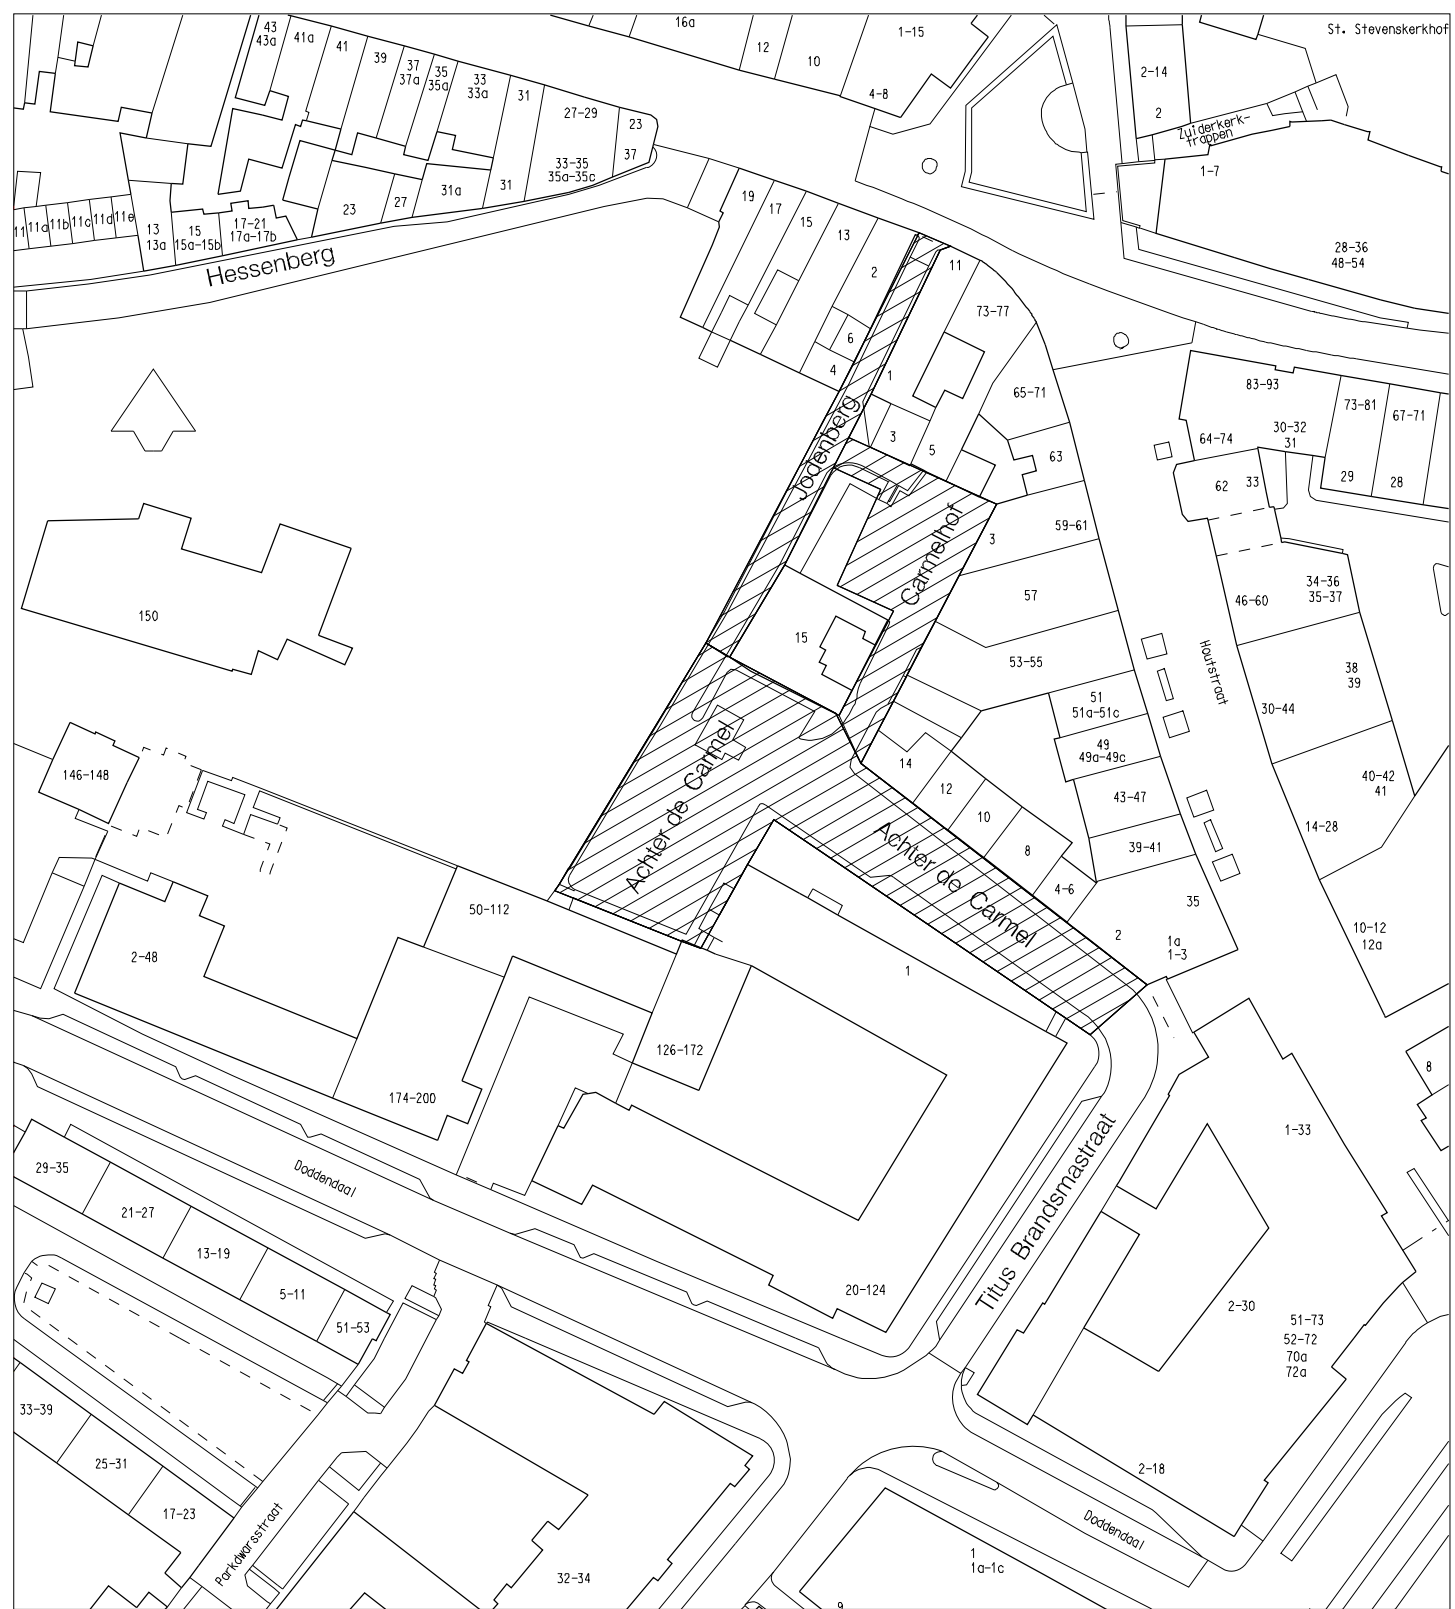 St. Stevenskerkhof
43
43a
41a
41
39
37
37a
35
35a
33
33a
31
27-29
23
37
33-35
35a-35c
31
31a
27
23
16a
12
10
1-15
4-8
2-14
2
Zuiderkerk-
trappen
1-7
28-36
48-54
11
11a
11b
11c
11d
11e
13
13a
15
15a-15b
17-21
17a-17b
Hessenberg
19
17
15
13
2
6
4
11
73-77
1
3
5
65-71
63
Jodenberg
83-93
73-81
67-71
64-74
30-32
31
29
28
62
33
59-61
3
Carmelhof
57
34-36
35-37
46-60
150
15
53-55
Houtstraat
38
39
51
51a-51c
30-44
49
49a-49c
14
12
10
8
4-6
43-47
39-41
40-42
41
14-28
146-148
Achter de Carmel
Achter de Carmel
35
2
1a
1-3
10-12
12a
50-112
2-48
1
126-172
174-200
8
1-33
Titus Brandsmastraat
29-35
Doddendaal
21-27
13-19
5-11
51-53
20-124
2-30
51-73
52-72
70a
72a
33-39
25-31
17-23
Parkdwarsstraat
2-18
Doddendaal
32-34
1
1a-1c
9